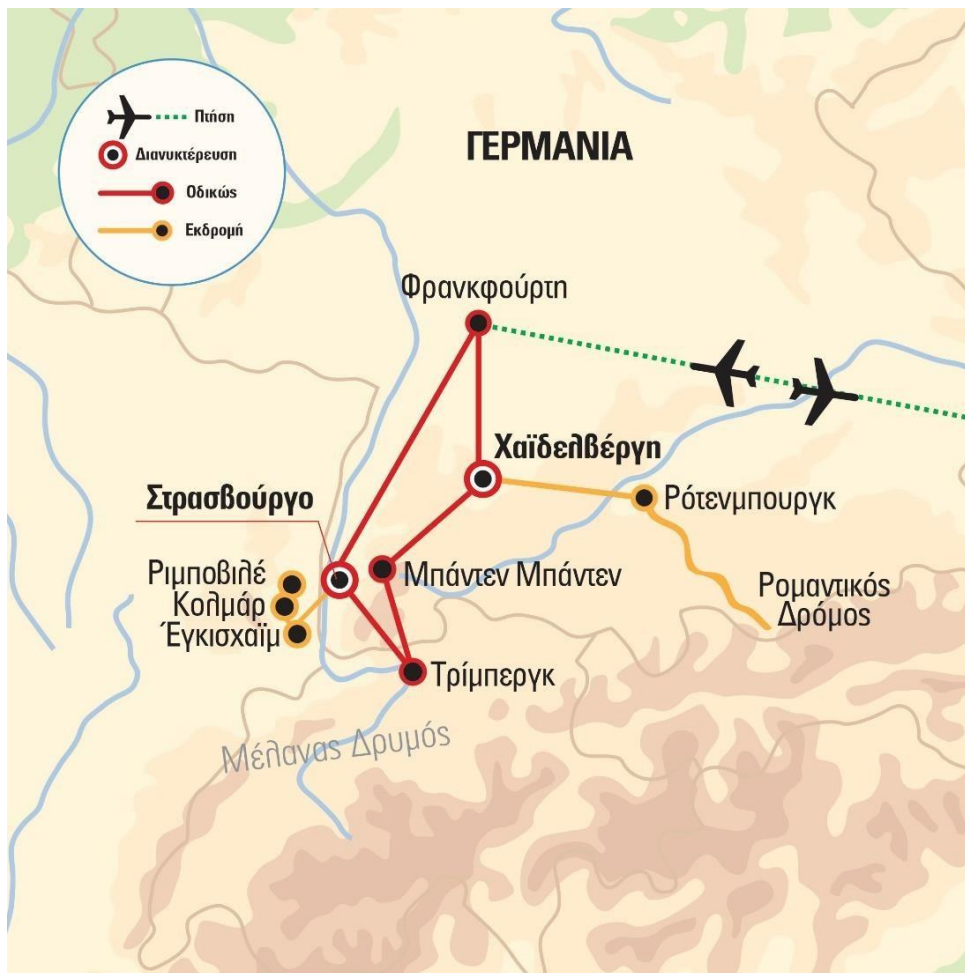 Πτήση
Διανυκτέρευση
Οδικώς
Εκδρομή
ΓΕΡΜΑΝΙΑ
Φρανκφούρτη
Χαϊδελβέργη
Στρασβούργο
Ρότενμπουργκ
Ριμποβιλέ
Κολμάρ
Έγκισχαϊμ
Μπάντεν Μπάντεν
Ρομαντικός
Δρόμος
Τρίμπεργκ
Μέλανας Δρυμός